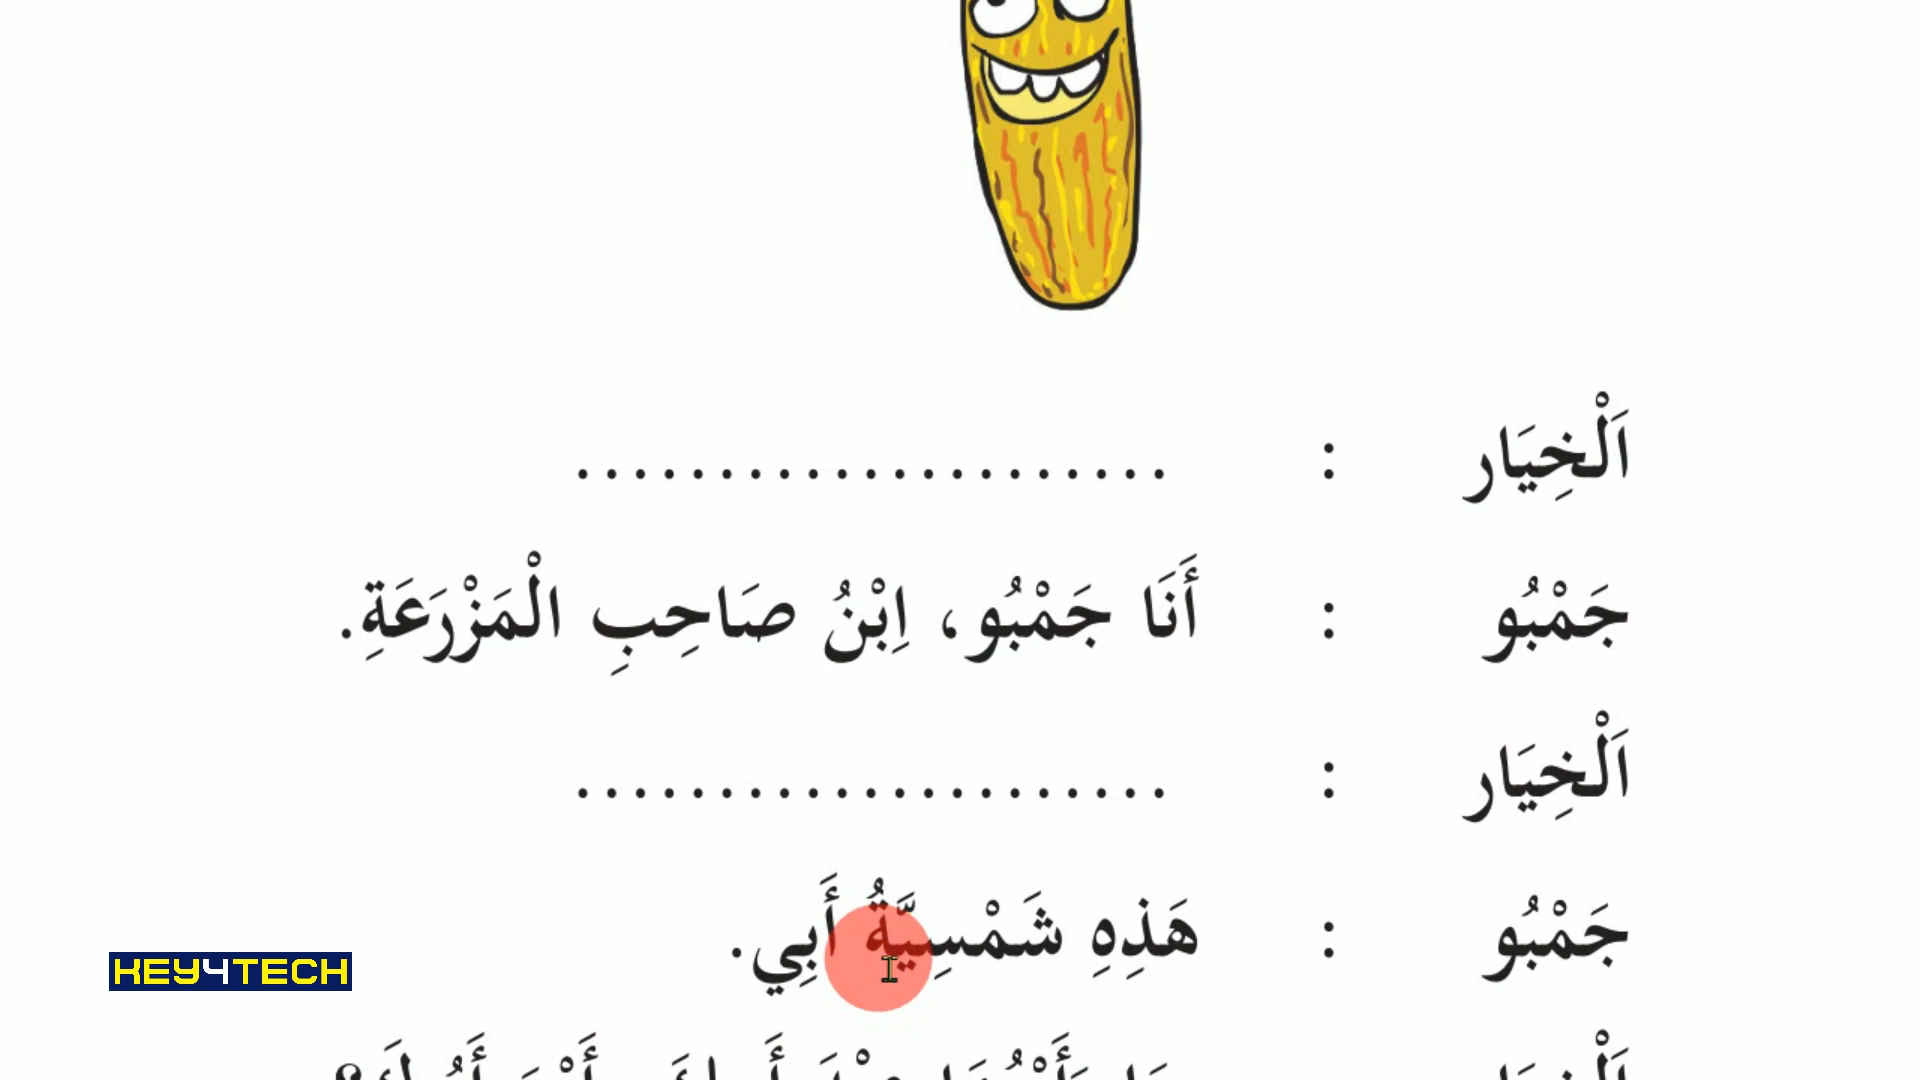 اَلْخِيَار : .....................
جَمْبُو : أَنَا جَمْبُو، اِبْنُ صَاحِبِ الْمَزْرَعَةِ.
اَلْخِيَار : .....................
جَمْبُو : هَذِهِ شَمْسِيَّةُ أَبِي.
KEY4TECH